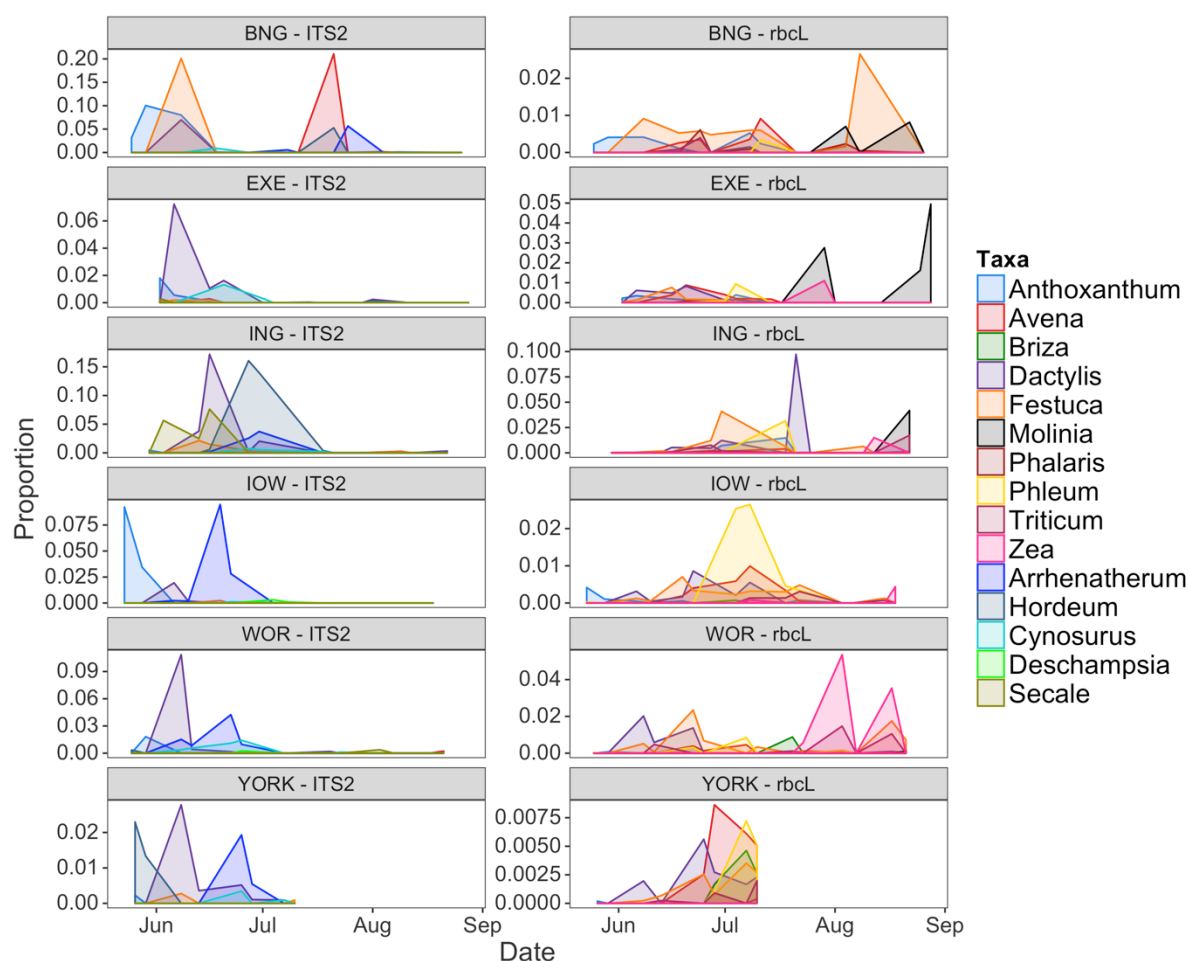 BNG - ITS2
BNG - rbcL
0.20
0.15
0.10
0.05
0.00
0.02
0.01
0.00
EXE - ITS2
EXE - rbcL
0.06
0.04
0.02
0.00
0.05
0.04
0.03
0.02
0.01
0.00
ING - ITS2
ING - rbcL
0.15
0.10
0.05
0.00
0.100
0.075
0.050
0.025
0.000
IOW - ITS2
IOW - rbcL
0.075
0.050
0.025
0.000
0.02
0.01
0.00
WOR - ITS2
WOR - rbcL
0.09
0.06
0.03
0.00
0.04
0.02
0.00
YORK - ITS2
YORK - rbcL
0.02
0.01
0.00
0.0075
0.0050
0.0025
0.0000
Jun Jul Aug Sep
Jun Jul Aug Sep
Date
Proportion
Taxa
Anthoxanthum
Avena
Briza
Dactylis
Festuca
Molinia
Phalaris
Phleum
Triticum
Zea
Arrhenatherum
Hordeum
Cynosurus
Deschampsia
Secale